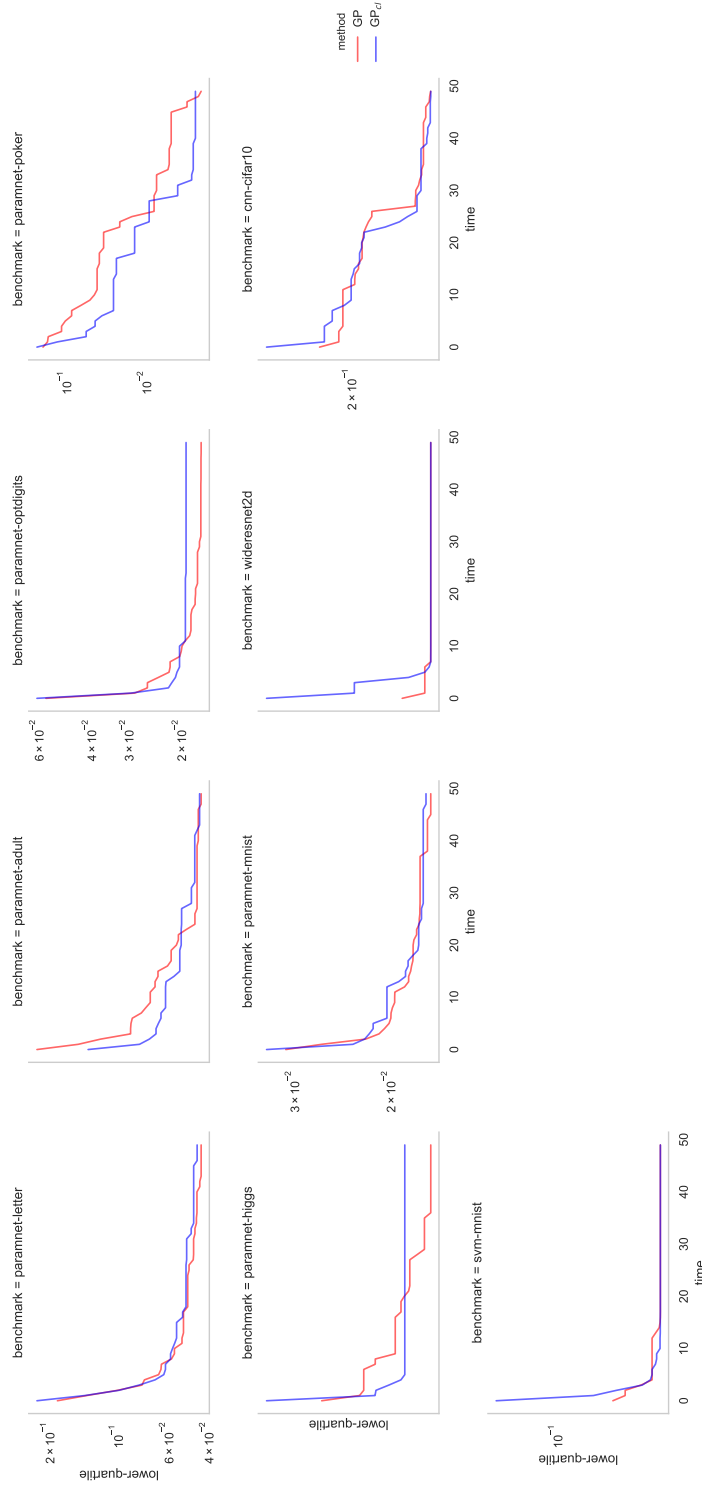 benchmark = paramnet-letter
lower-quartile
2 × 10⁻¹
10⁻¹
6 × 10⁻²
4 × 10⁻²
benchmark = paramnet-adult
benchmark = paramnet-optdigits
6 × 10⁻²
4 × 10⁻²
3 × 10⁻²
2 × 10⁻²
benchmark = paramnet-poker
10⁻¹
10⁻²
benchmark = paramnet-higgs
lower-quartile
benchmark = paramnet-mnist
3 × 10⁻²
2 × 10⁻²
0 10 20 30 40 50
time
benchmark = wideresnet2d
0 10 20 30 40 50
time
benchmark = cnn-cifar10
2 × 10⁻¹
0 10 20 30 40 50
time
method
GP
GP_cl
benchmark = svm-mnist
lower-quartile
10⁻¹
0 10 20 30 40 50
time